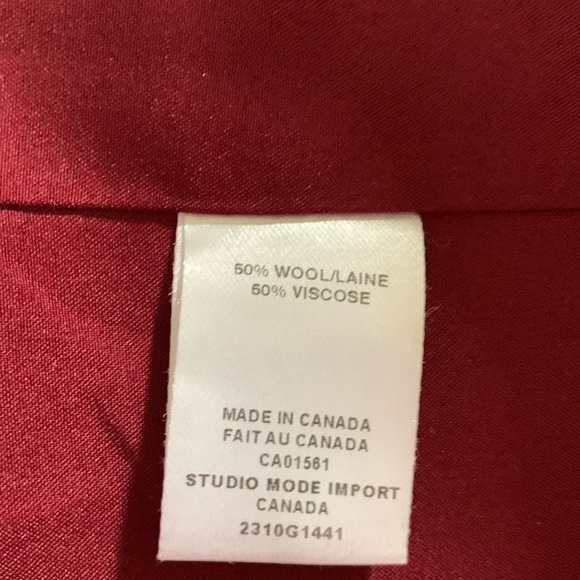 50% WOOL/LAINE
50% VISCOSE
MADE IN CANADA
FAIT AU CANADA
CA01561
STUDIO MODE IMPORT
CANADA
2310G1441